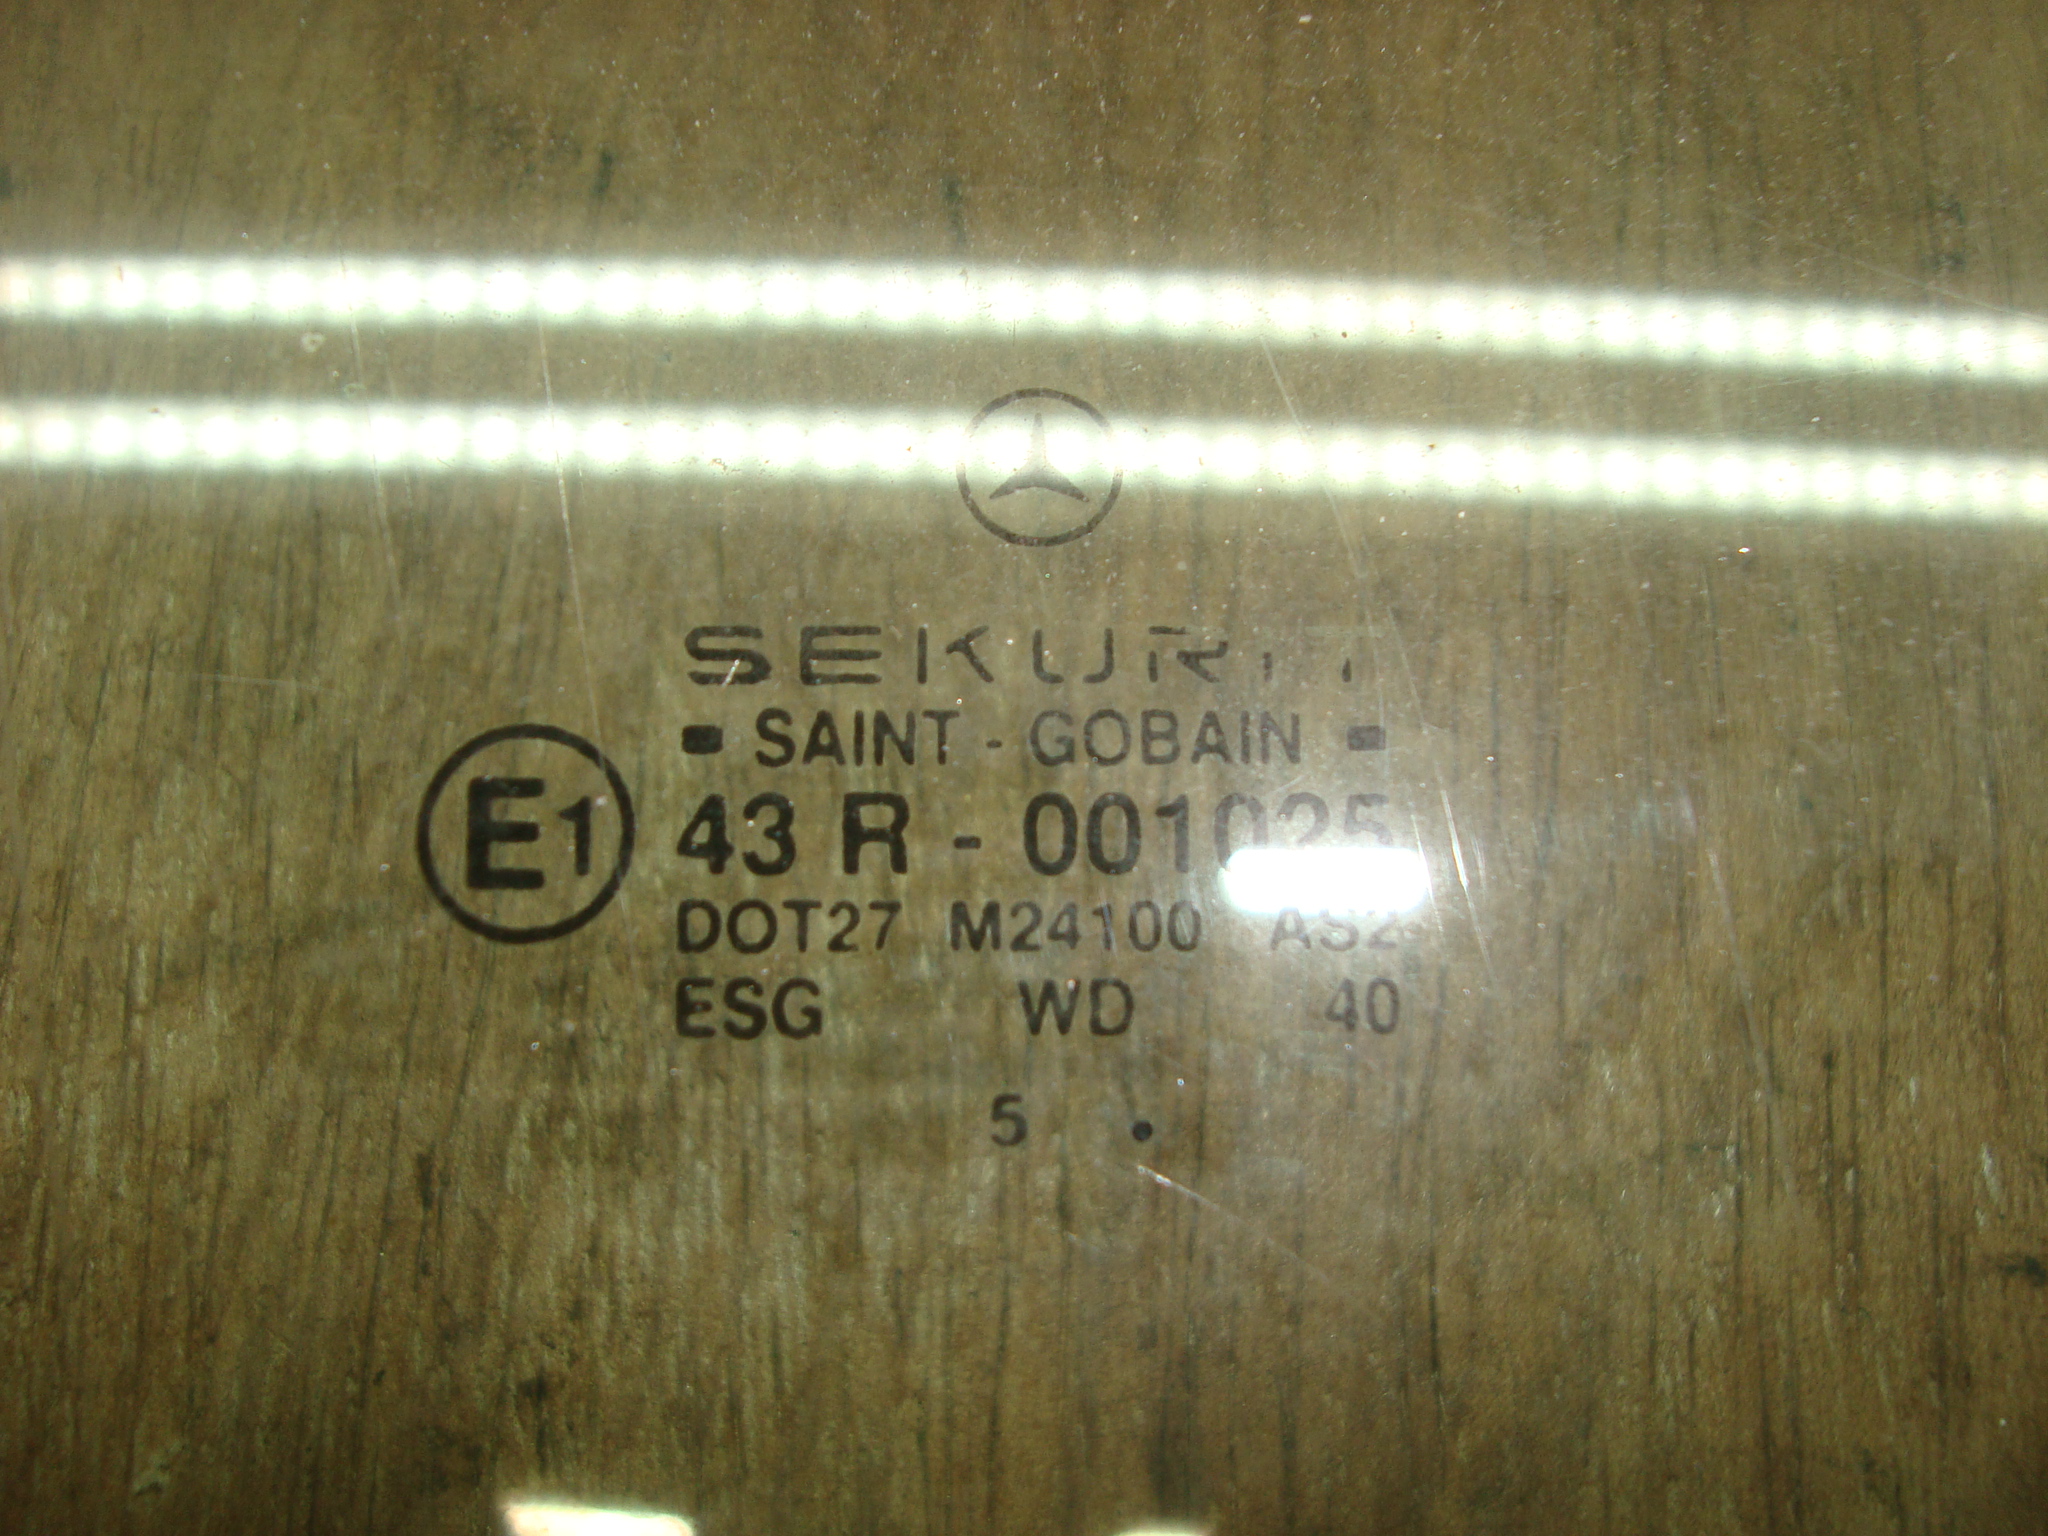 SEKURIT
SAINT - GOBAIN
E1 43 R - 001025
DOT27 M24100 AS2
ESG WD 40
5 .